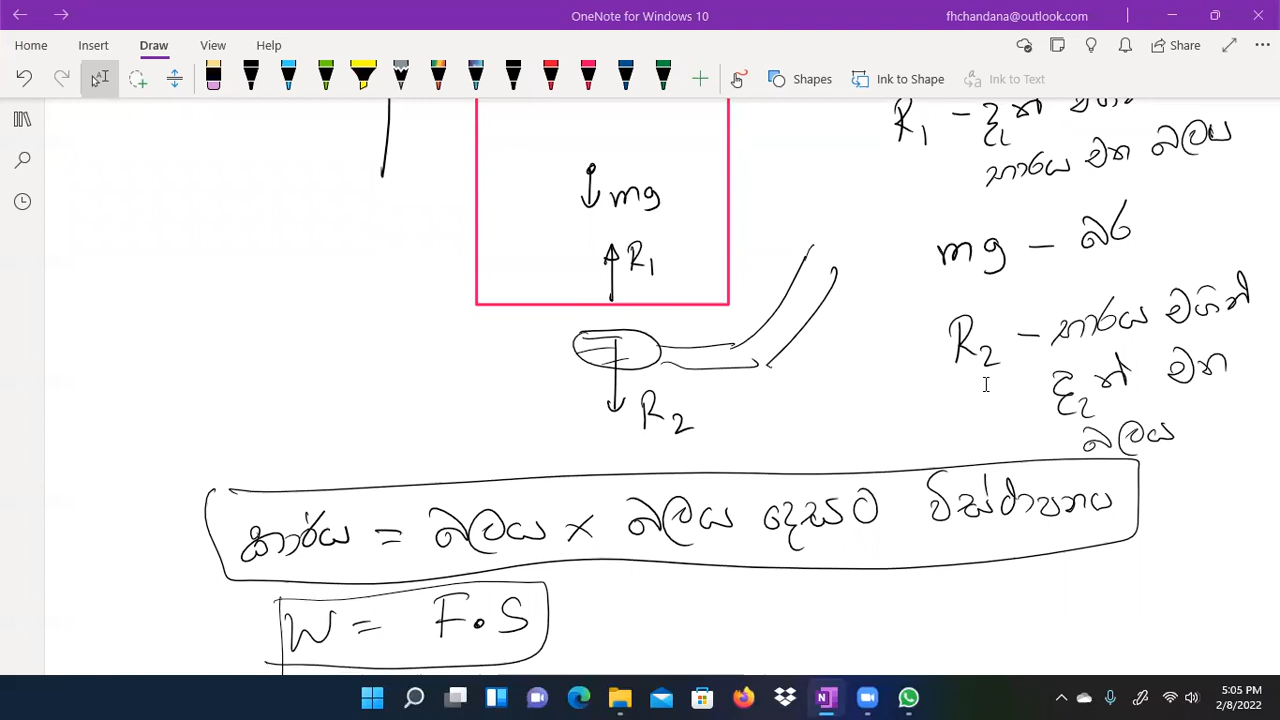 OneNote for Windows 10
fhchandana@outlook.com
Home Insert Draw View Help
Share
Shapes Ink to Shape Ink to Text
R1 - දෑත් මගින්
භාරය මත බලය
mg
mg - බර
R1
R2 - භාරය මගින්
දෑත් මත
බලය
R2
කාර්ය = බලය × බලය දෙසට විස්ථාපනය
W = F.S
5:05 PM
2/8/2022